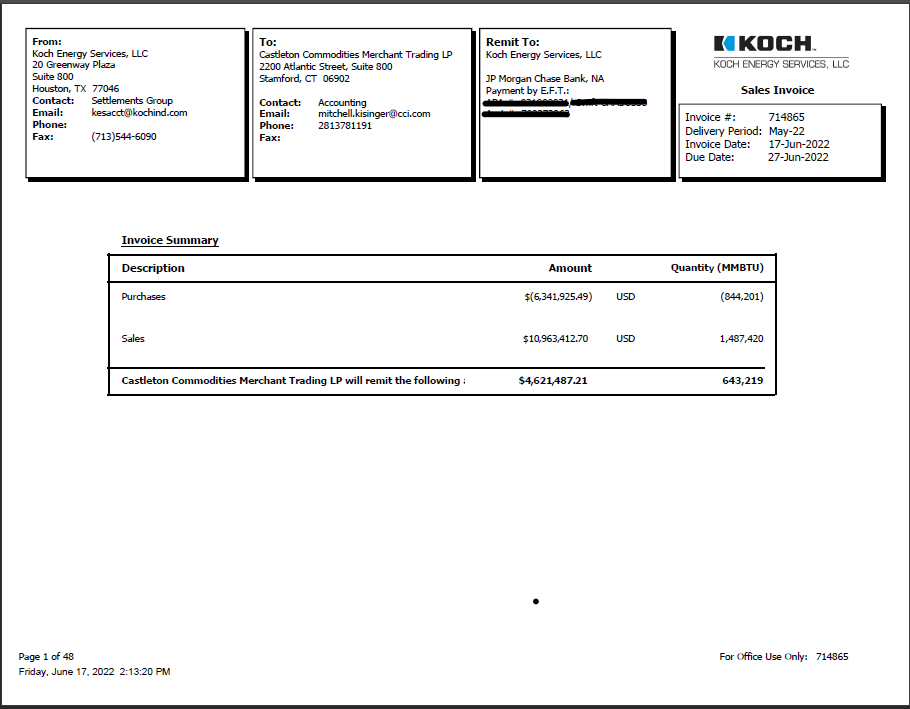 From:
Koch Energy Services, LLC
20 Greenway Plaza
Suite 800
Houston, TX 77046
Contact: Settlements Group
Email: kesacct@kochind.com
Phone:
Fax: (713)544-6090
To:
Castleton Commodities Merchant Trading LP
2200 Atlantic Street, Suite 800
Stamford, CT 06902
Contact: Accounting
Email: mitchell.kisinger@cci.com
Phone: 2813781191
Fax:
Remit To:
Koch Energy Services, LLC
JP Morgan Chase Bank, NA
Payment by E.F.T.:
KOCH
KOCH ENERGY SERVICES, LLC
Sales Invoice
Invoice #: 714865
Delivery Period: May-22
Invoice Date: 17-Jun-2022
Due Date: 27-Jun-2022
Invoice Summary
Description Amount Quantity (MMBTU)
Purchases $(6,341,925.49) USD (844,201)
Sales $10,963,412.70 USD 1,487,420
Castleton Commodities Merchant Trading LP will remit the following $4,621,487.21 643,219
Page 1 of 48
Friday, June 17, 2022 2:13:20 PM
For Office Use Only: 714865